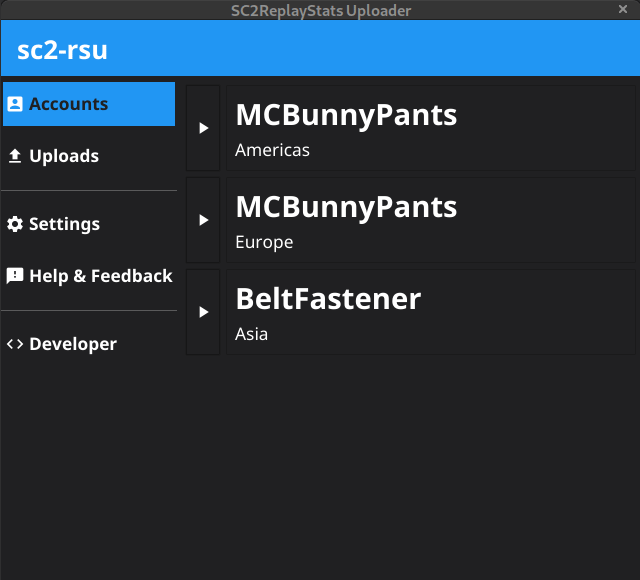 SC2ReplayStats Uploader
sc2-rsu
Accounts
Uploads
Settings
Help & Feedback
Developer
MCBunnyPants
Americas
MCBunnyPants
Europe
BeltFastener
Asia